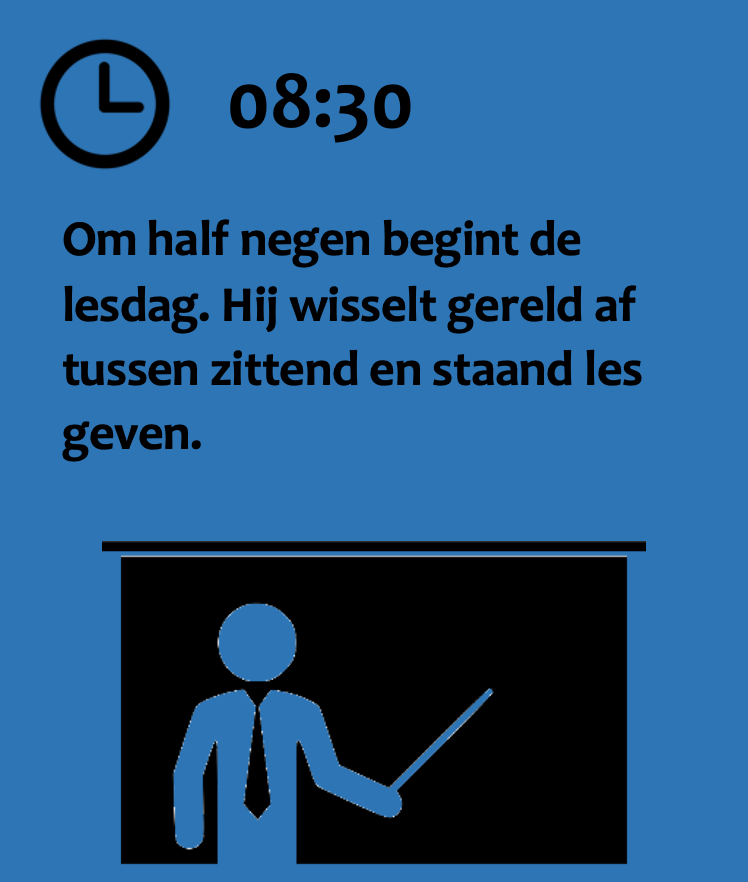 08:30
Om half negen begint de
lesdag. Hij wisselt gereld af
tussen zittend en staand les
geven.